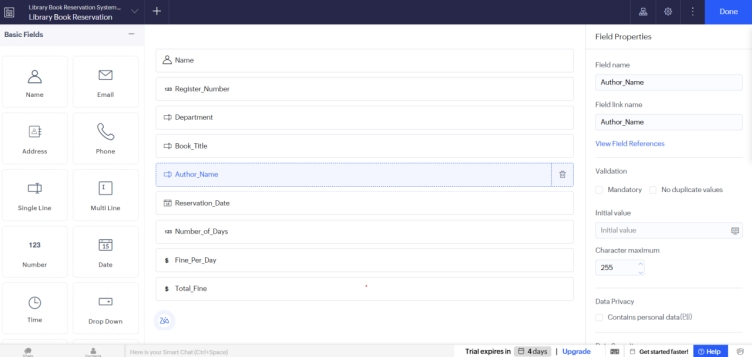 Library Book Reservation System...
Library Book Reservation
Done
Basic Fields
Name
Email
Address
Phone
Single Line
Multi Line
123
Number
15
Date
Time
Drop Down
Name
123 Register_Number
Department
Book_Title
Author_Name
Reservation_Date
123 Number_of_Days
$ Fine_Per_Day
$ Total_Fine
Field Properties
Field name
Author_Name
Field link name
Author_Name
View Field References
Validation
Mandatory
No duplicate values
Initial value
Initial value
Character maximum
255
Data Privacy
Contains personal data
Here is your Smart Chat (Ctrl+Space)
Trial expires in 4 days | Upgrade
Get started faster!
Help